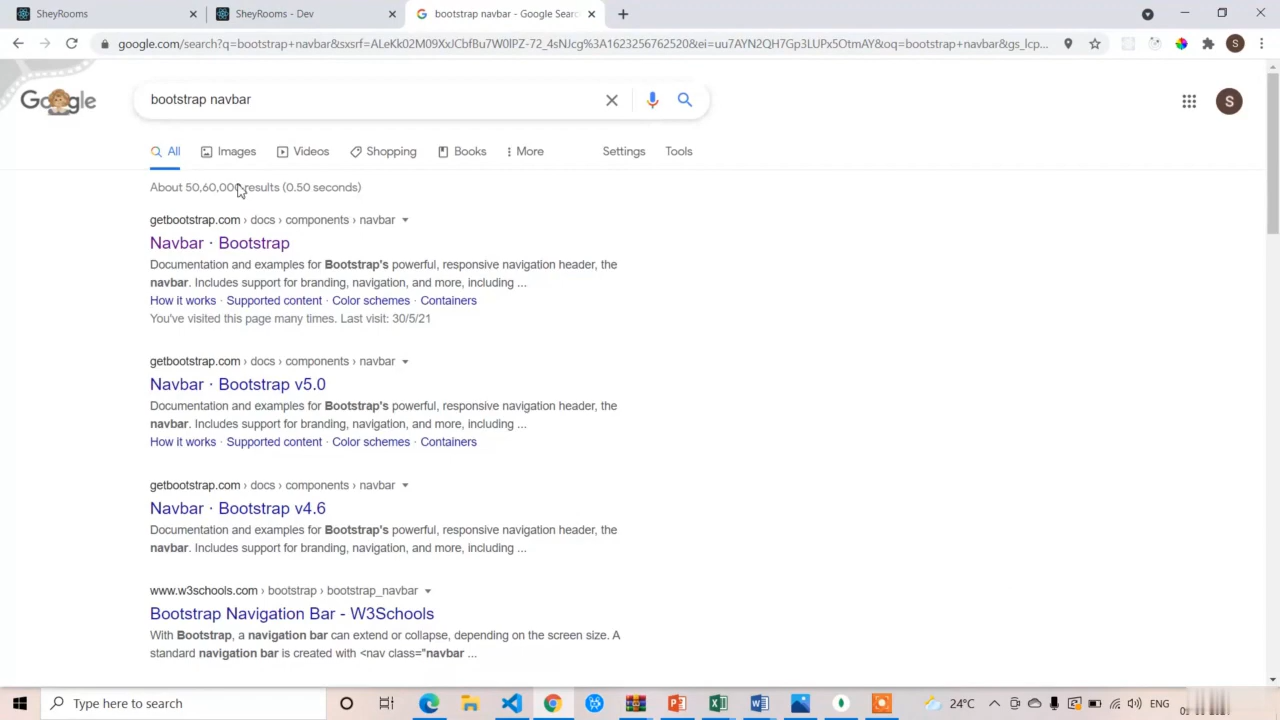 SheyRooms
SheyRooms - Dev
bootstrap navbar - Google Searc
google.com/search?q=bootstrap+navbar&sxsrf=ALeKk02M09XxJCbfBu7W0lPZ-72_4sNJcg%3A1623256762520&ei=uu7AYN2QH7Gp3LUPx5OtmAY&oq=bootstrap+navbar&gs_lcp...
S
Google
bootstrap navbar
S
All
Images
Videos
Shopping
Books
More
Settings
Tools
About 50,60,000 results (0.50 seconds)
getbootstrap.com › docs › components › navbar
Navbar · Bootstrap
Documentation and examples for Bootstrap's powerful, responsive navigation header, the
navbar. Includes support for branding, navigation, and more, including ...
How it works · Supported content · Color schemes · Containers
You've visited this page many times. Last visit: 30/5/21
getbootstrap.com › docs › components › navbar
Navbar · Bootstrap v5.0
Documentation and examples for Bootstrap's powerful, responsive navigation header, the
navbar. Includes support for branding, navigation, and more, including ...
How it works · Supported content · Color schemes · Containers
getbootstrap.com › docs › components › navbar
Navbar · Bootstrap v4.6
Documentation and examples for Bootstrap's powerful, responsive navigation header, the
navbar. Includes support for branding, navigation, and more, including ...
www.w3schools.com › bootstrap › bootstrap_navbar
Bootstrap Navigation Bar - W3Schools
With Bootstrap, a navigation bar can extend or collapse, depending on the screen size. A
standard navigation bar is created with <nav class="navbar ...
Type here to search
24°C
ENG